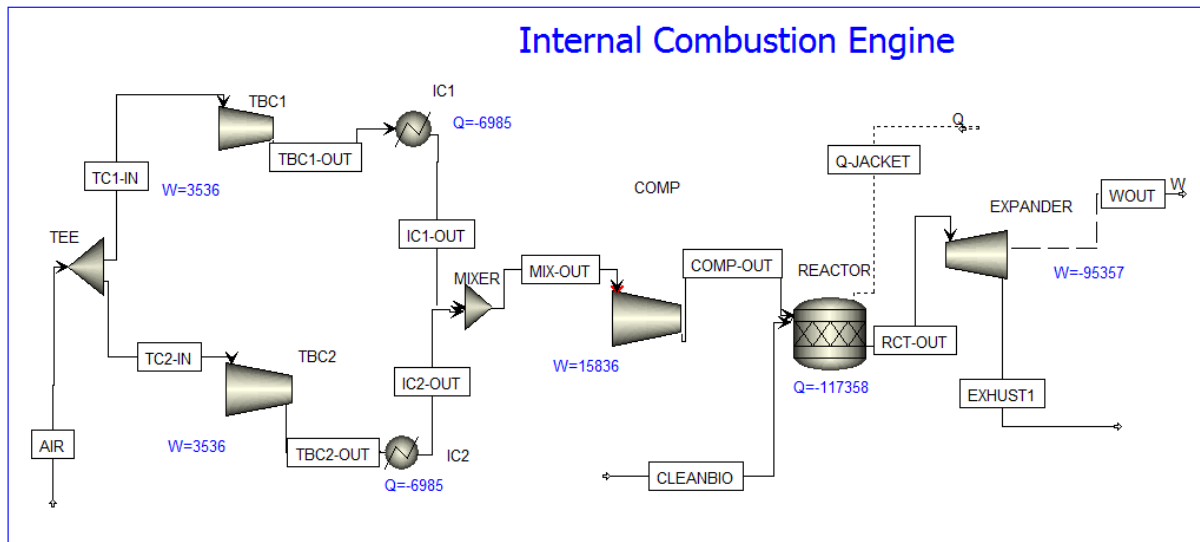 Internal Combustion Engine
IC1
TBC1
Q=-6985
Q
TBC1-OUT
Q-JACKET
TC1-IN
W=3536
COMP
WOUT
W
EXPANDER
TEE
IC1-OUT
COMP-OUT
MIX-OUT
REACTOR
MIXER
W=-95357
RCT-OUT
TC2-IN
TBC2
W=15836
IC2-OUT
Q=-117358
EXHUST1
AIR
W=3536
TBC2-OUT
IC2
CLEANBIO
Q=-6985